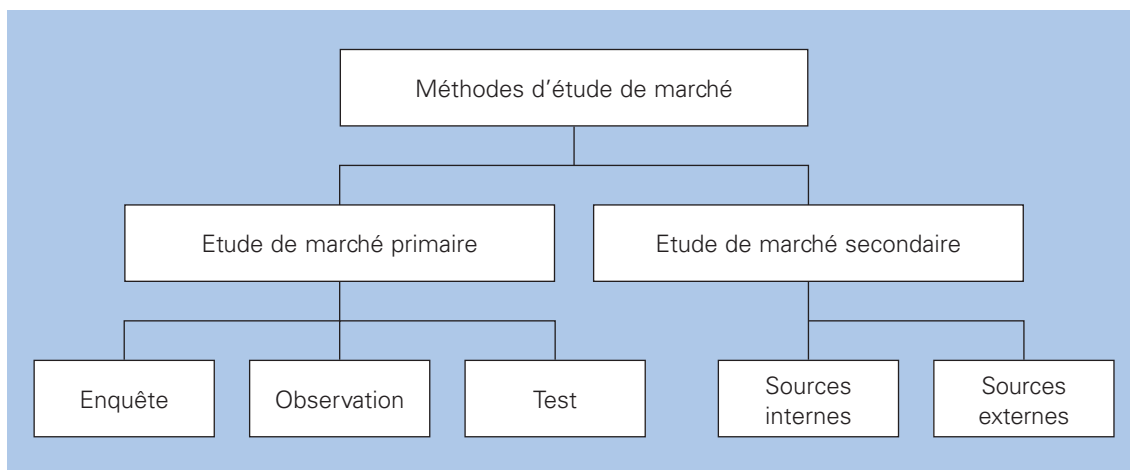 Méthodes d'étude de marché
Etude de marché primaire
Etude de marché secondaire
Enquête
Observation
Test
Sources
internes
Sources
externes